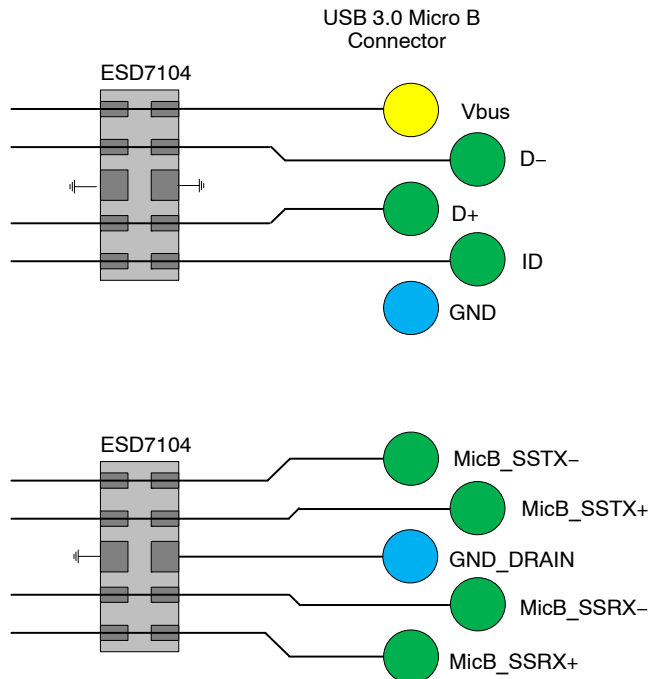 USB 3.0 Micro B
Connector
ESD7104
Vbus
D−
D+
ID
GND
ESD7104
MicB_SSTX−
MicB_SSTX+
GND_DRAIN
MicB_SSRX−
MicB_SSRX+